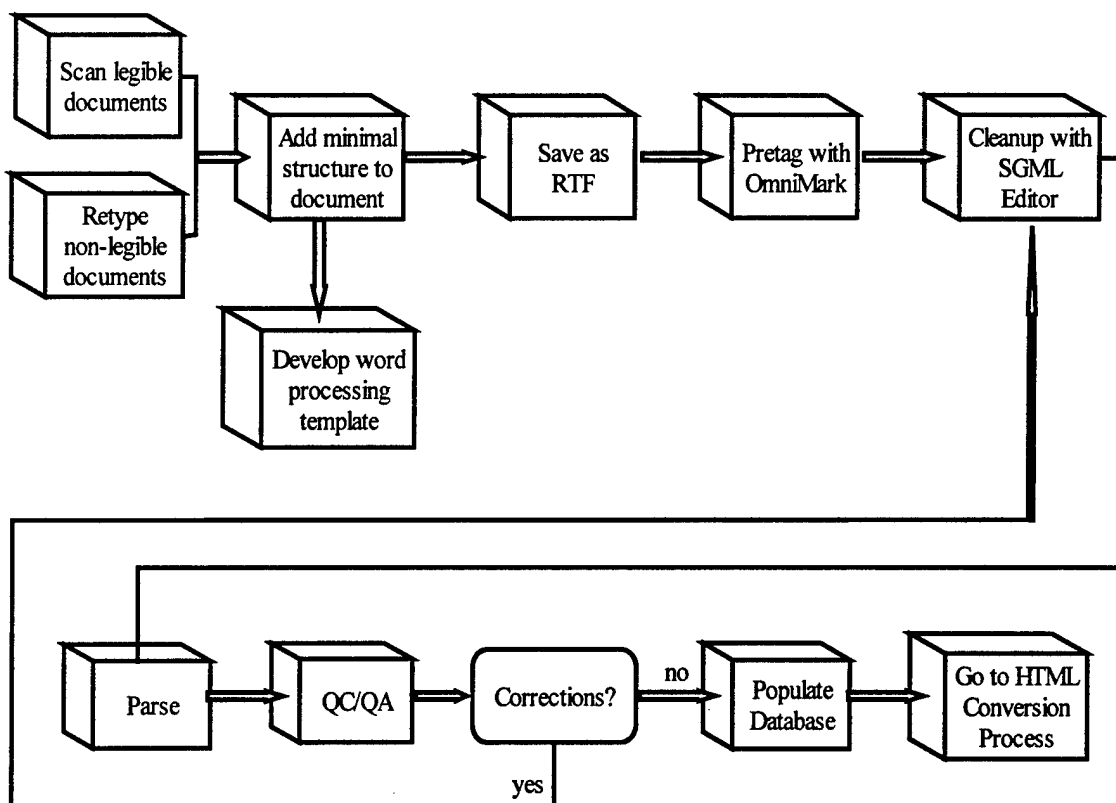 Scan legible
documents
Retype
non-legible
documents
Add minimal
structure to
document
Save as
RTF
Pretag with
OmniMark
Cleanup with
SGML
Editor
Develop word
processing
template
Parse
QC/QA
Corrections?
no
yes
Populate
Database
Go to HTML
Conversion
Process